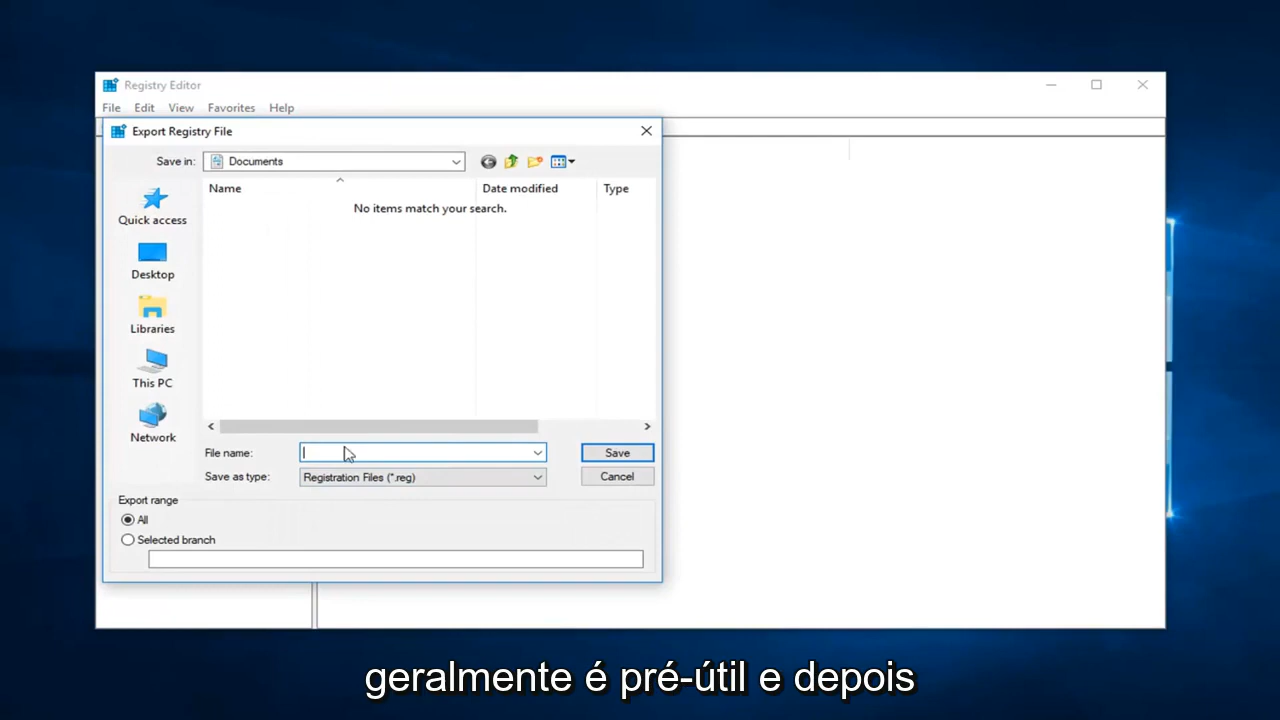 Registry Editor
File Edit View Favorites Help
Export Registry File
Save in: Documents
Name Date modified Type
No items match your search.
Quick access
Desktop
Libraries
This PC
Network
File name: Save
Save as type: Registration Files (*.reg) Cancel
Export range
All
Selected branch
geralmente é pré-útil e depois